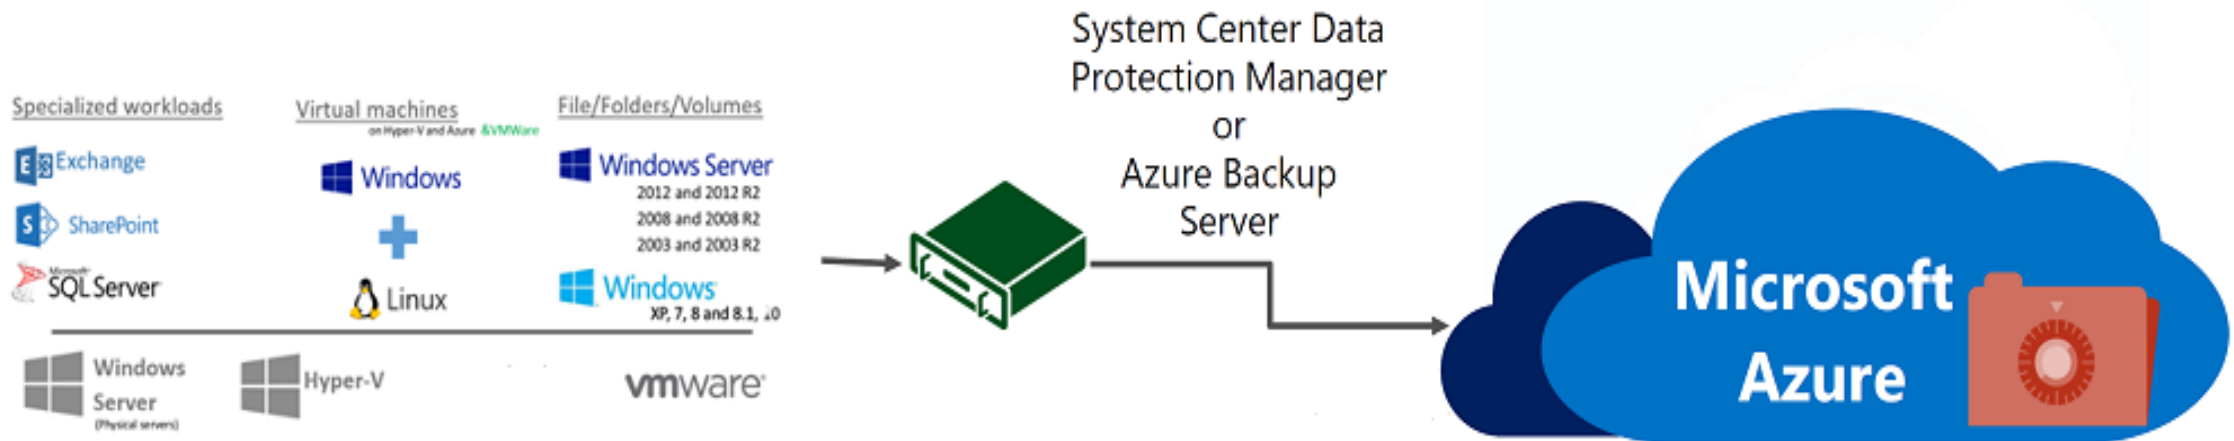 System Center Data
Protection Manager
or
Azure Backup
Server
Specialized workloads
Exchange
SharePoint
Microsoft
SQL Server
Virtual machines
on Hyper-V and Azure &VMWare
Windows
Linux
File/Folders/Volumes
Windows Server
2012 and 2012 R2
2008 and 2008 R2
2003 and 2003 R2
Windows
XP, 7, 8 and 8.1, 10
Windows
Server
(Physical servers)
Hyper-V
vmware
Microsoft
Azure